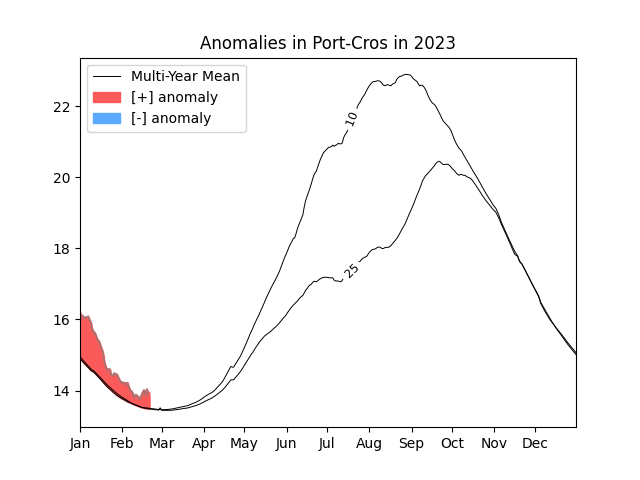 Anomalies in Port-Cros in 2023
Multi-Year Mean
[+] anomaly
[-] anomaly
22
20
18
16
14
10
25
Jan Feb Mar Apr May Jun Jul Aug Sep Oct Nov Dec